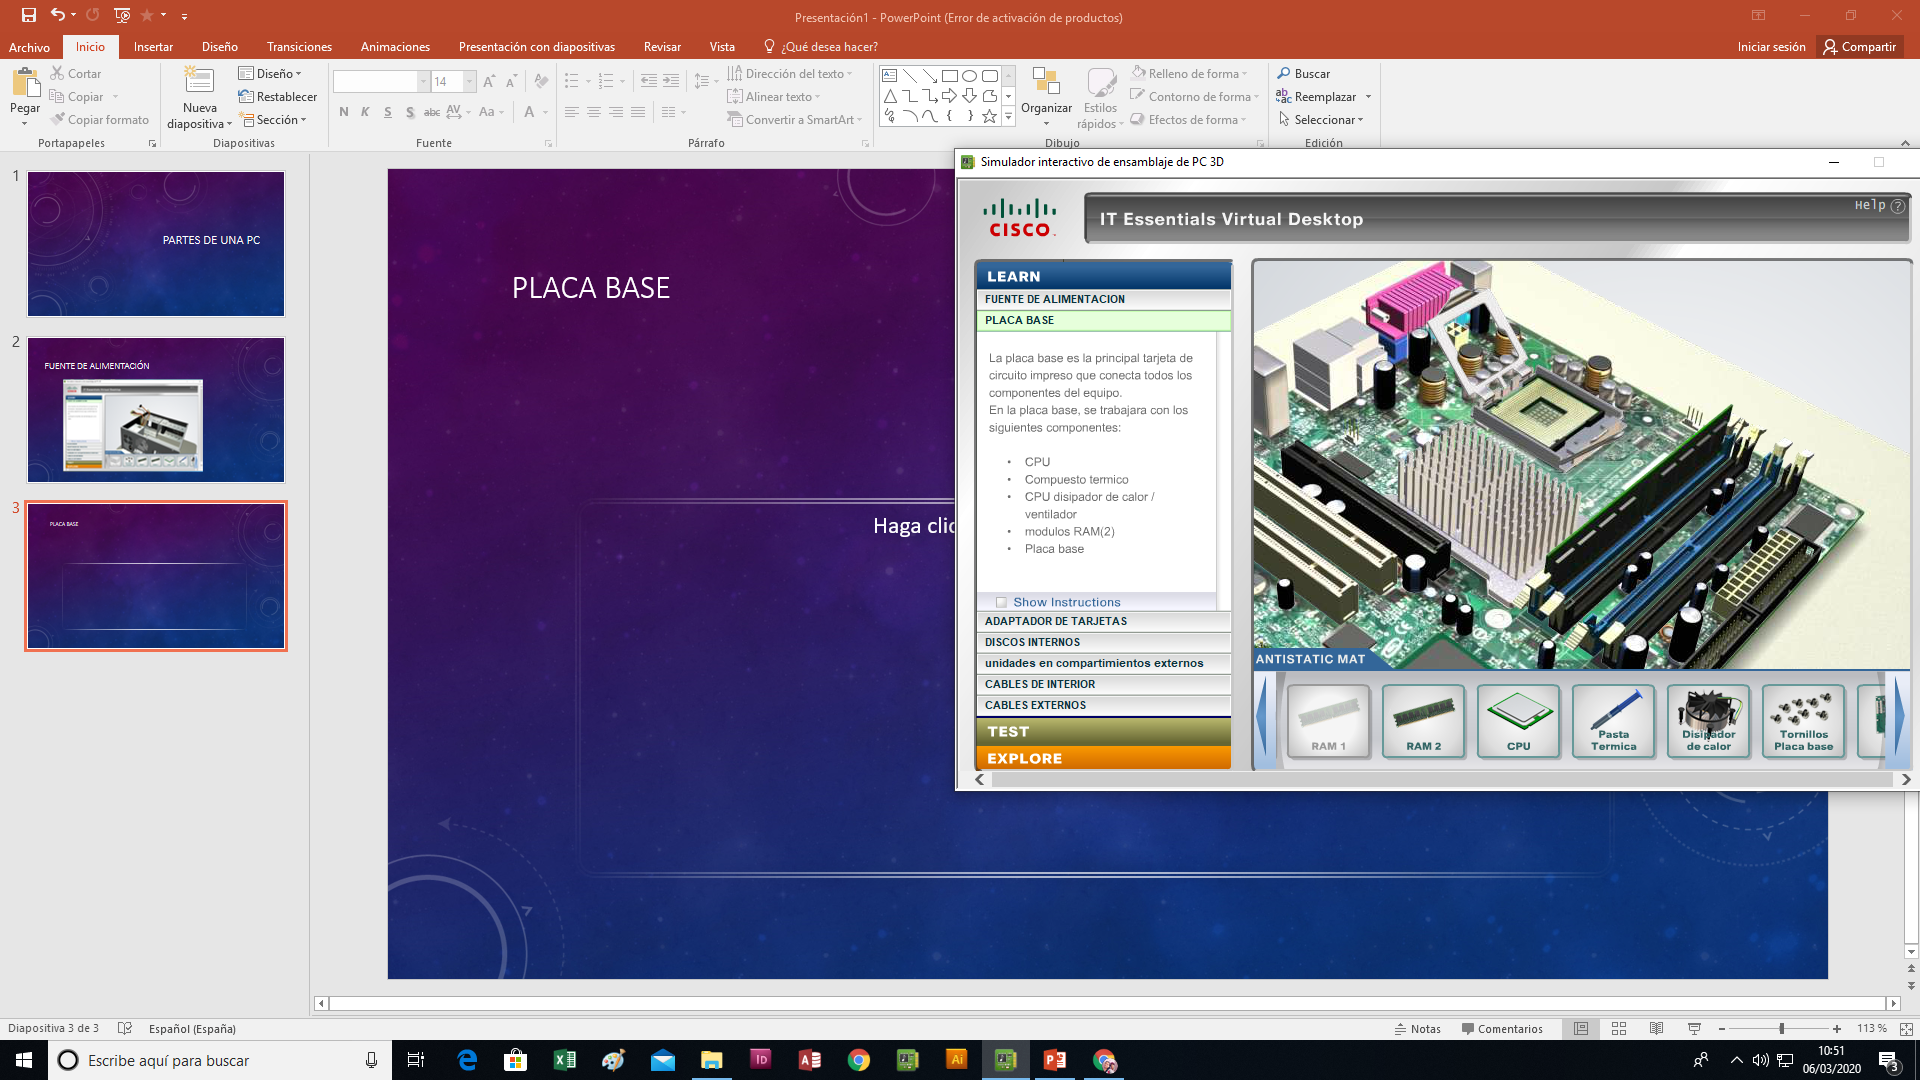 Presentación1 - PowerPoint (Error de activación de productos)
Archivo
Inicio
Insertar
Diseño
Transiciones
Animaciones
Presentación con diapositivas
Revisar
Vista
¿Qué desea hacer?
Iniciar sesión
Compartir
Pegar
Cortar
Copiar
Copiar formato
Portapapeles
Nueva diapositiva
Diseño
Restablecer
Sección
Diapositivas
14
N K S S abc AV Aa A
Fuente
Dirección del texto
Alinear texto
Convertir a SmartArt
Párrafo
Organizar
Estilos rápidos
Relleno de forma
Contorno de forma
Efectos de forma
Dibujo
Buscar
Reemplazar
Seleccionar
Edición
1
PARTES DE UNA PC
2
FUENTE DE ALIMENTACIÓN
3
PLACA BASE
PLACA BASE
Haga clic
Simulador interactivo de ensamblaje de PC 3D
CISCO
IT Essentials Virtual Desktop
Help ?
LEARN
FUENTE DE ALIMENTACION
PLACA BASE
La placa base es la principal tarjeta de
circuito impreso que conecta todos los
componentes del equipo.
En la placa base, se trabajara con los
siguientes componentes:
• CPU
• Compuesto termico
• CPU disipador de calor /
ventilador
• modulos RAM(2)
• Placa base
Show Instructions
ADAPTADOR DE TARJETAS
DISCOS INTERNOS
unidades en compartimientos externos
CABLES DE INTERIOR
CABLES EXTERNOS
TEST
EXPLORE
ANTISTATIC MAT
RAM 1
RAM 2
CPU
Pasta Termica
Disipador de calor
Tornillos Placa base
Diapositiva 3 de 3
Español (España)
Notas
Comentarios
113 %
Escribe aquí para buscar
10:51
06/03/2020
3